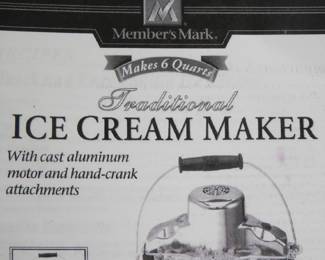 Member's Mark®
Makes 6 Quarts
Traditional
ICE CREAM MAKER
With cast aluminum
motor and hand-crank
attachments